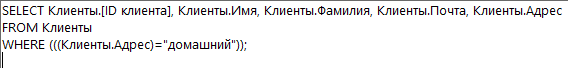 SELECT Клиенты.[ID клиента], Клиенты.Имя, Клиенты.Фамилия, Клиенты.Почта, Клиенты.Адрес
FROM Клиенты
WHERE (((Клиенты.Адрес)="домашний"));